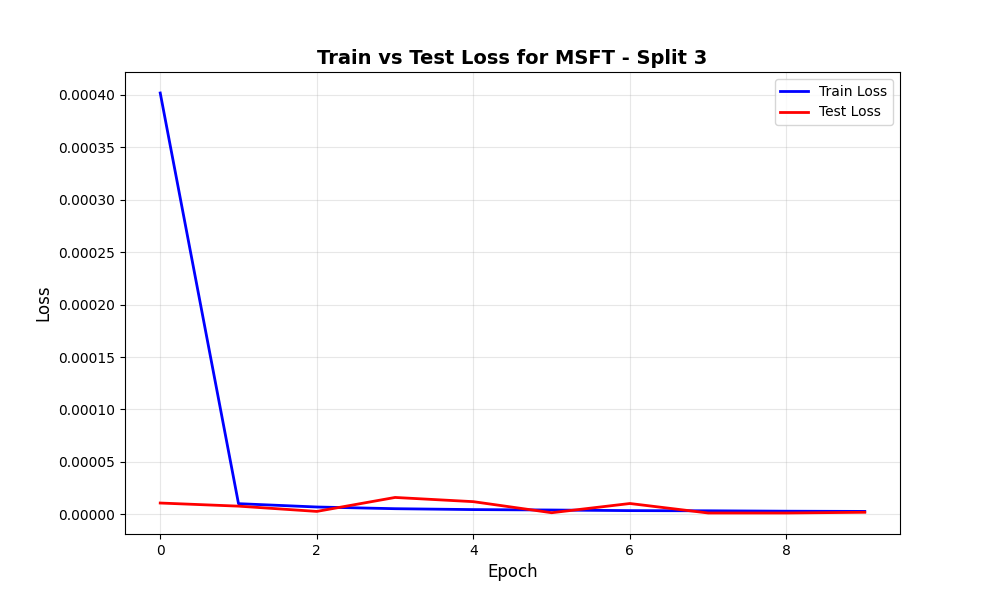 Train vs Test Loss for MSFT - Split 3
Train Loss
Test Loss
0.00040
0.00035
0.00030
0.00025
0.00020
0.00015
0.00010
0.00005
0.00000
Loss
0 2 4 6 8
Epoch